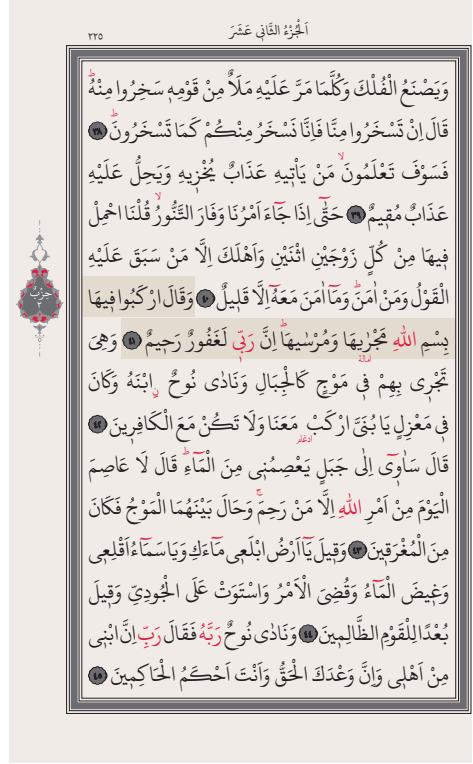 اَلْجُزْءُ الثَّانِي عَشَرَ
٢٢٥
وَيَصْنَعُ الْفُلْكَ وَكُلَّمَا مَرَّ عَلَيْهِ مَلَأٌ مِنْ قَوْمِهِ سَخِرُوا مِنْهُۜ
قَالَ اِنْ تَسْخَرُوا مِنَّا فَاِنَّا نَسْخَرُ مِنْكُمْ كَمَا تَسْخَرُونَۜ ٣٨
فَسَوْفَ تَعْلَمُونَۙ مَنْ يَأْتِيهِ عَذَابٌ يُخْزِيهِ وَيَحِلُّ عَلَيْهِ
عَذَابٌ مُقِيمٌ ٣٩ حَتّٰٓى اِذَا جَٓاءَ اَمْرُنَا وَفَارَ التَّنُّورُۙ قُلْنَا احْمِلْ
فِيهَا مِنْ كُلٍّ زَوْجَيْنِ اثْنَيْنِ وَاَهْلَكَ اِلَّا مَنْ سَبَقَ عَلَيْهِ
الْقَوْلُ وَمَنْ اٰمَنَۜ وَمَٓا اٰمَنَ مَعَهُٓ اِلَّا قَلِيلٌ ٤٠ وَقَالَ ارْكَبُوا فِيهَا
بِسْمِ اللّٰهِ مَجْرٰۭيهَا وَمُرْسٰيهَاۜ اِنَّ رَبِّي لَغَفُورٌ رَحِيمٌ ٤١ وَهِيَ
امالة
تَجْرِي بِهِمْ فِي مَوْجٍ كَالْجِبَالِ وَنَادٰى نُوحٌۨ ابْنَهُ وَكَانَ
فِي مَعْزِلٍ يَا بُنَيَّ ارْكَبْ مَعَنَا وَلَا تَكُنْ مَعَ الْكَافِرِينَ ٤٢
ادغام
قَالَ سَاٰو۪ٓي اِلٰى جَبَلٍ يَعْصِمُنِي مِنَ الْمَٓاءِۜ قَالَ لَا عَاصِمَ
الْيَوْمَ مِنْ اَمْرِ اللّٰهِ اِلَّا مَنْ رَحِمَۚ وَحَالَ بَيْنَهُمَا الْمَوْجُ فَكَانَ
مِنَ الْمُغْرَقِينَ ٤٣ وَقِيلَ يَٓا اَرْضُ ابْلَعِي مَٓاءَكِ وَيَا سَمَٓاءُ اَقْلِعِي
وَغِيضَ الْمَٓاءُ وَقُضِيَ الْاَمْرُ وَاسْتَوَتْ عَلَى الْجُودِيِّ وَقِيلَ
بُعْدًا لِلْقَوْمِ الظَّالِمِينَ ٤٤ وَنَادٰى نُوحٌ رَبَّهُ فَقَالَ رَبِّ اِنَّ ابْنِي
مِنْ اَهْلِي وَاِنَّ وَعْدَكَ الْحَقُّ وَاَنْتَ اَحْكَمُ الْحَاكِمِينَ ٤٥
حزب
٢